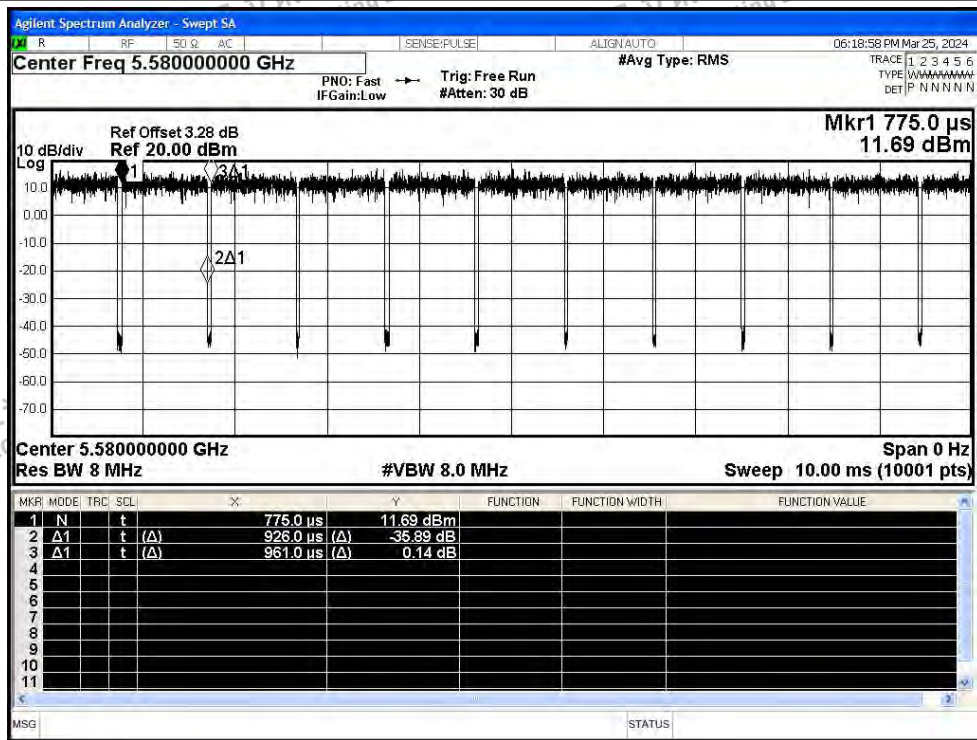 Agilent Spectrum Analyzer - Swept SA
R RF 50 Ω AC SENSE:PULSE ALIGN AUTO 06:18:58 PM Mar 25, 2024
Center Freq 5.580000000 GHz #Avg Type: RMS TRACE 1 2 3 4 5 6
PNO: Fast Trig: Free Run TYPE WWWWWW
IFGain:Low #Atten: 30 dB DET P N N N N N
Mkr1 775.0 µs
Ref Offset 3.28 dB
10 dB/div Ref 20.00 dBm 11.69 dBm
Log
1 3Δ1
10.0
0.00
-10.0
2Δ1
-20.0
-30.0
-40.0
-50.0
-60.0
-70.0
Center 5.580000000 GHz Span 0 Hz
Res BW 8 MHz #VBW 8.0 MHz Sweep 10.00 ms (10001 pts)
MKR MODE TRC SCL X Y FUNCTION FUNCTION WIDTH FUNCTION VALUE
1 N t 775.0 µs 11.69 dBm
2 Δ1 t (Δ) 926.0 µs (Δ) -35.89 dB
3 Δ1 t (Δ) 961.0 µs (Δ) 0.14 dB
4
5
6
7
8
9
10
11
MSG STATUS